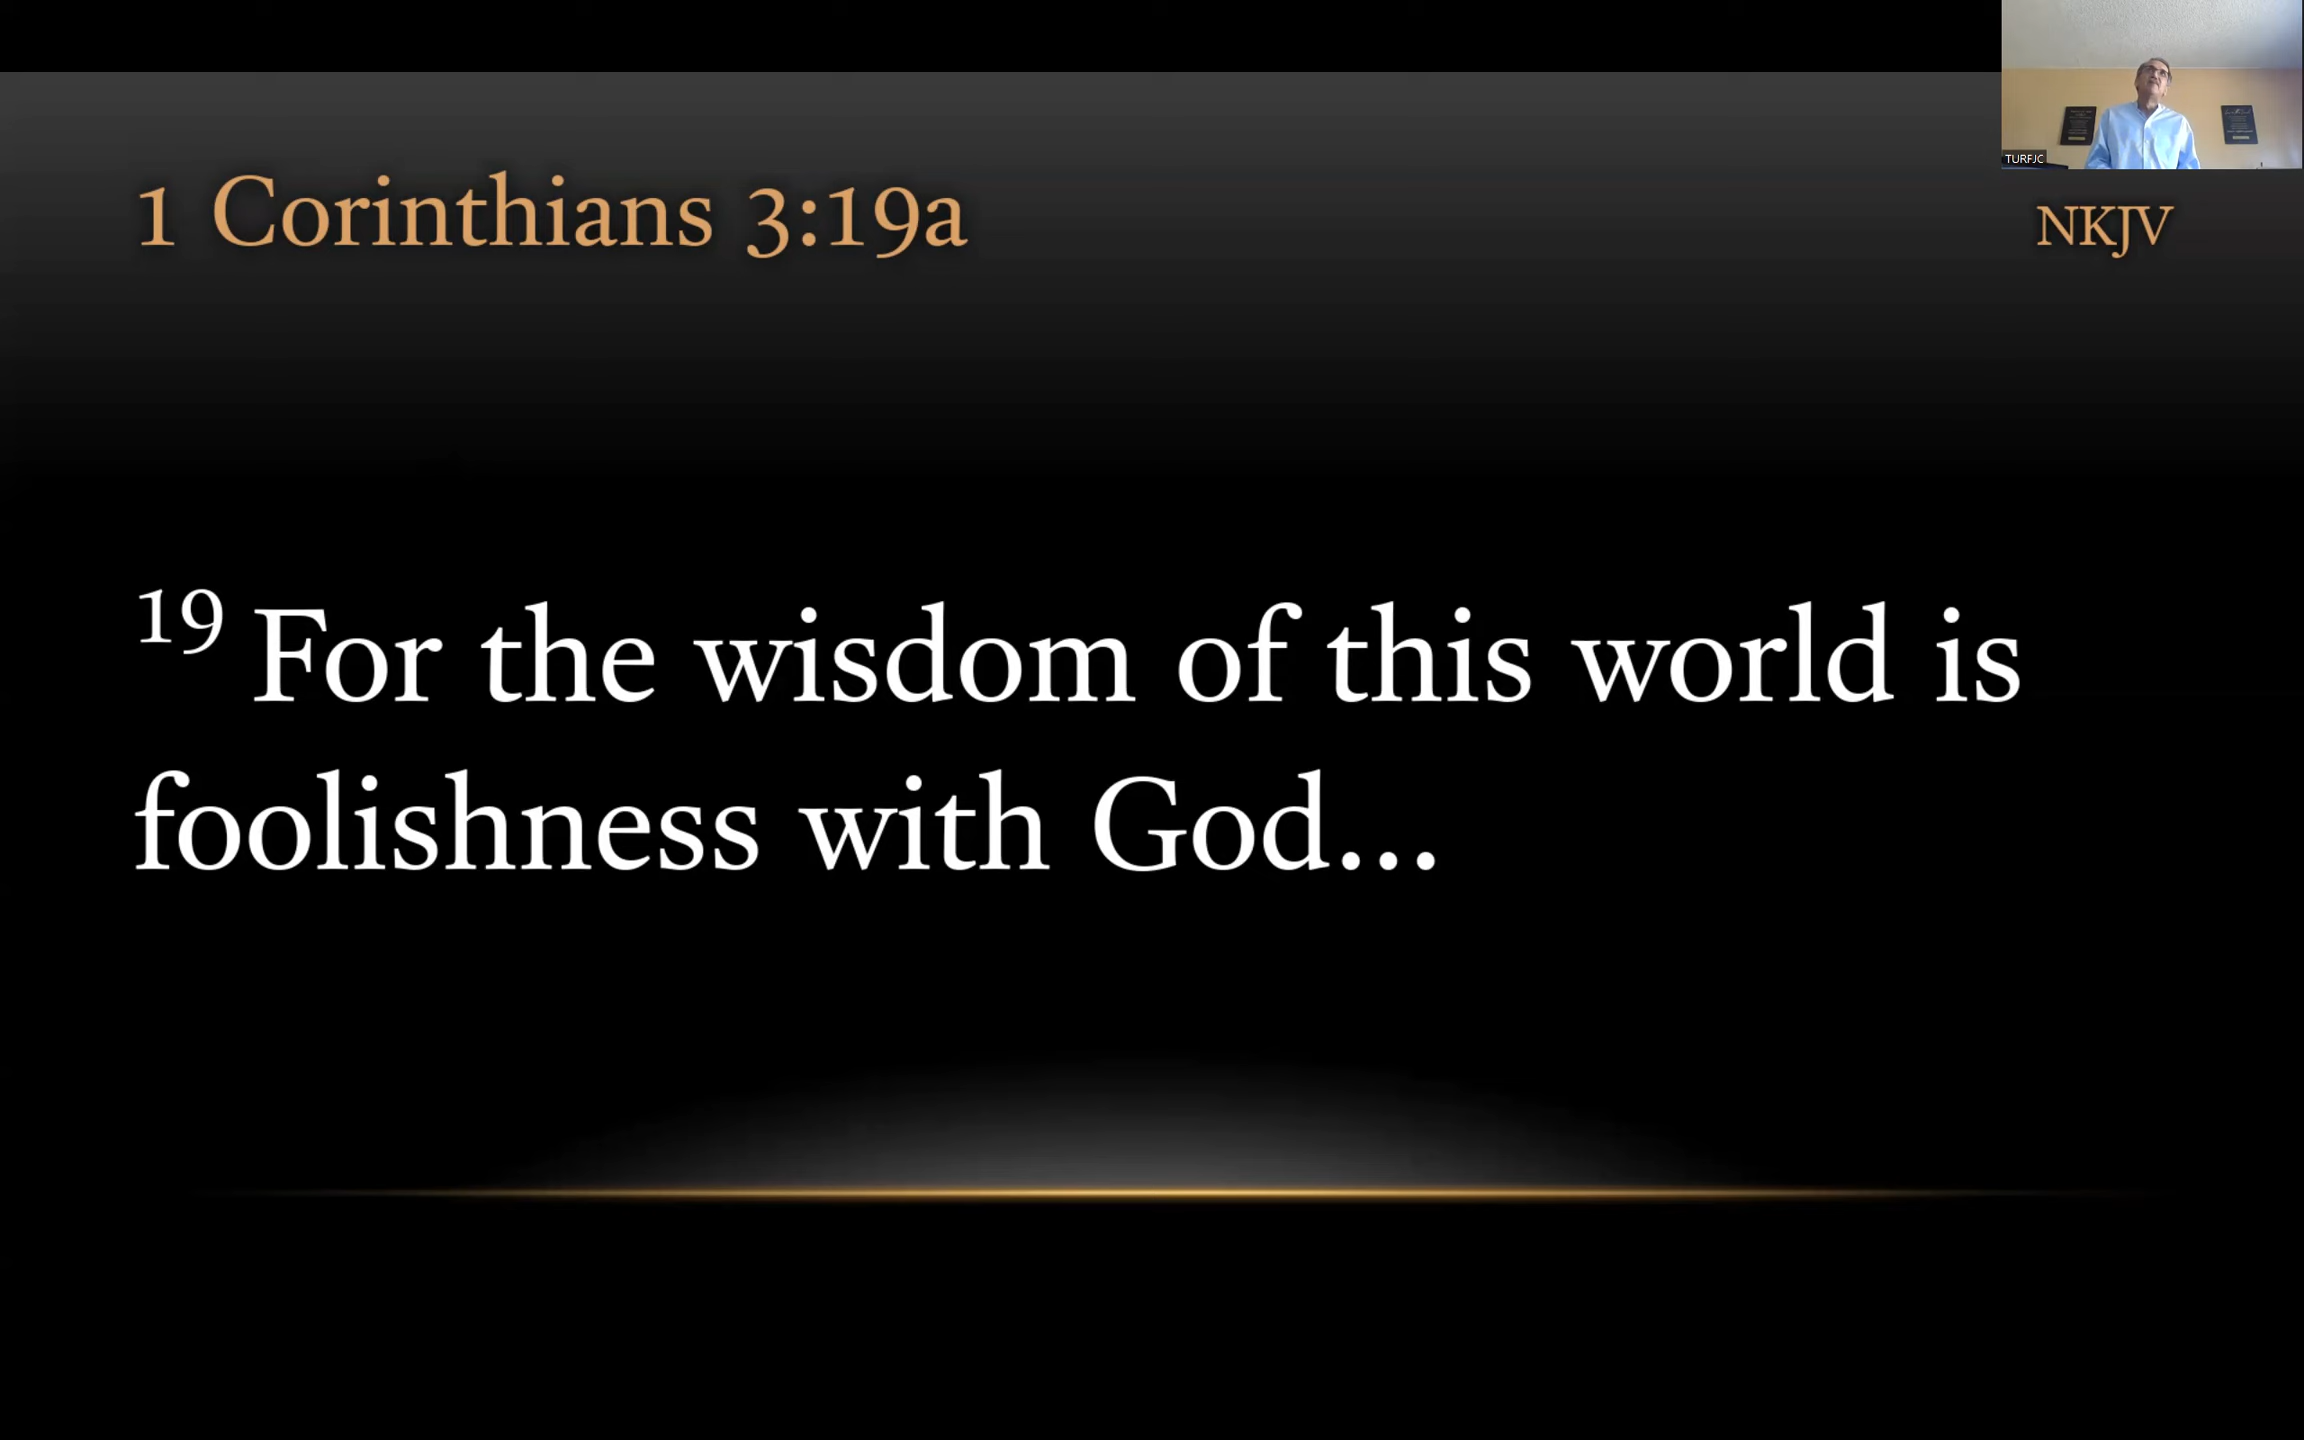 1 Corinthians 3:19a
NKJV
19 For the wisdom of this world is
foolishness with God...
TURFJC